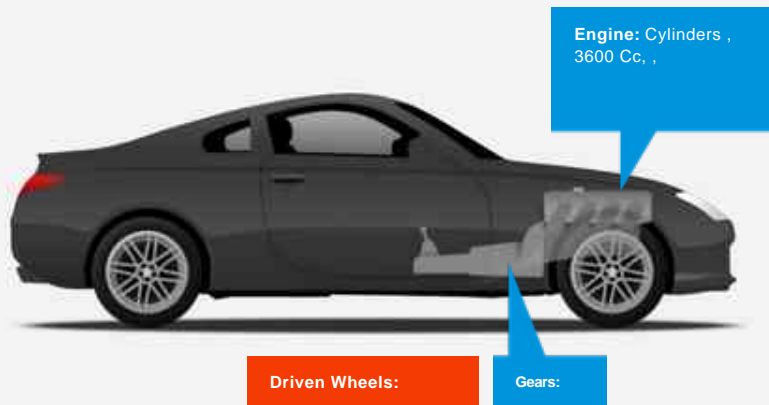 Engine: Cylinders ,
3600 Cc, ,
Driven Wheels:
Gears: